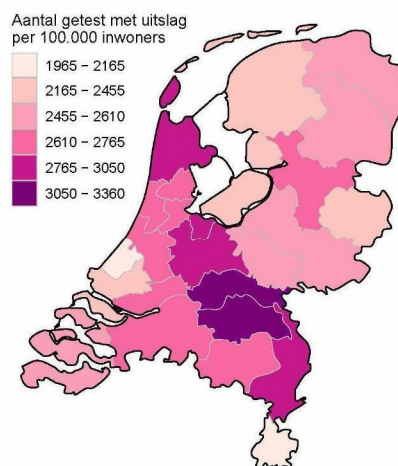 Aantal getest met uitslag
per 100.000 inwoners
1965 – 2165
2165 – 2455
2455 – 2610
2610 – 2765
2765 – 3050
3050 – 3360